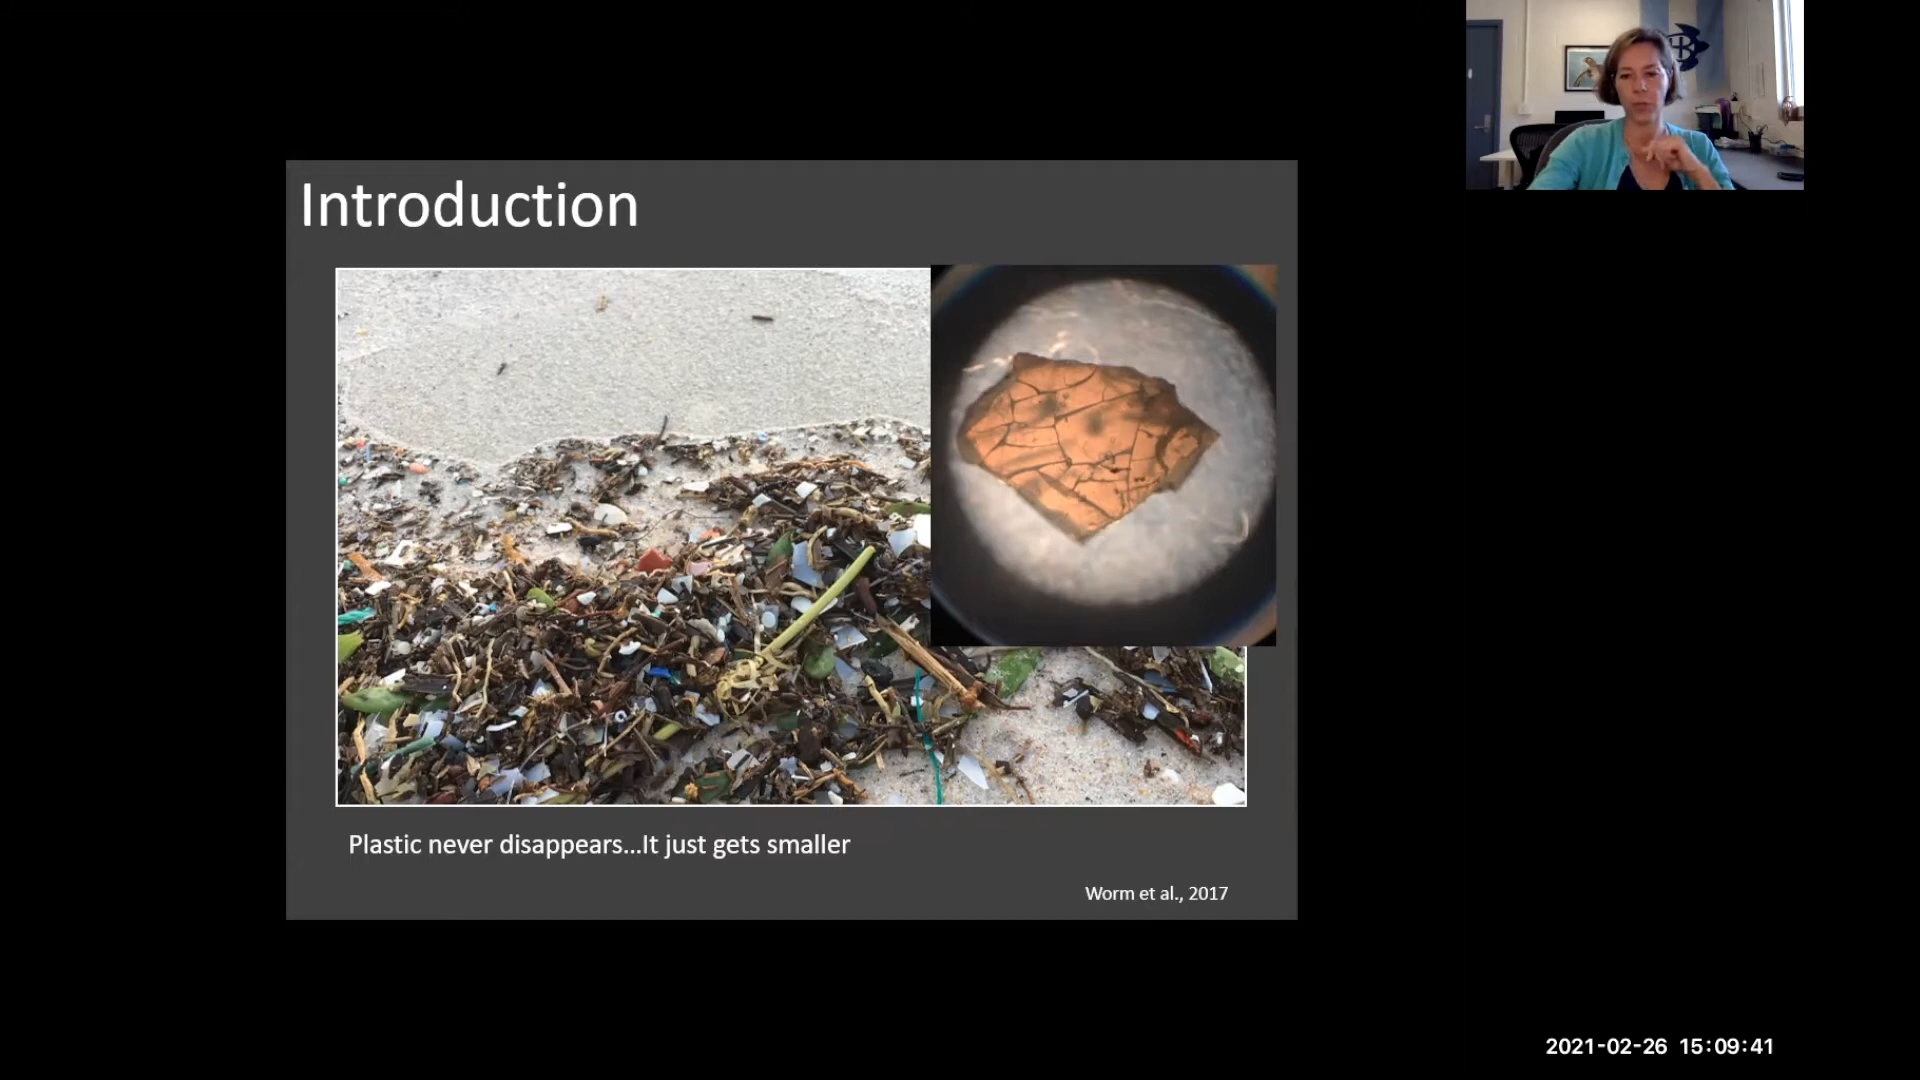 Introduction
Plastic never disappears...It just gets smaller
Worm et al., 2017
2021-02-26 15:09:41